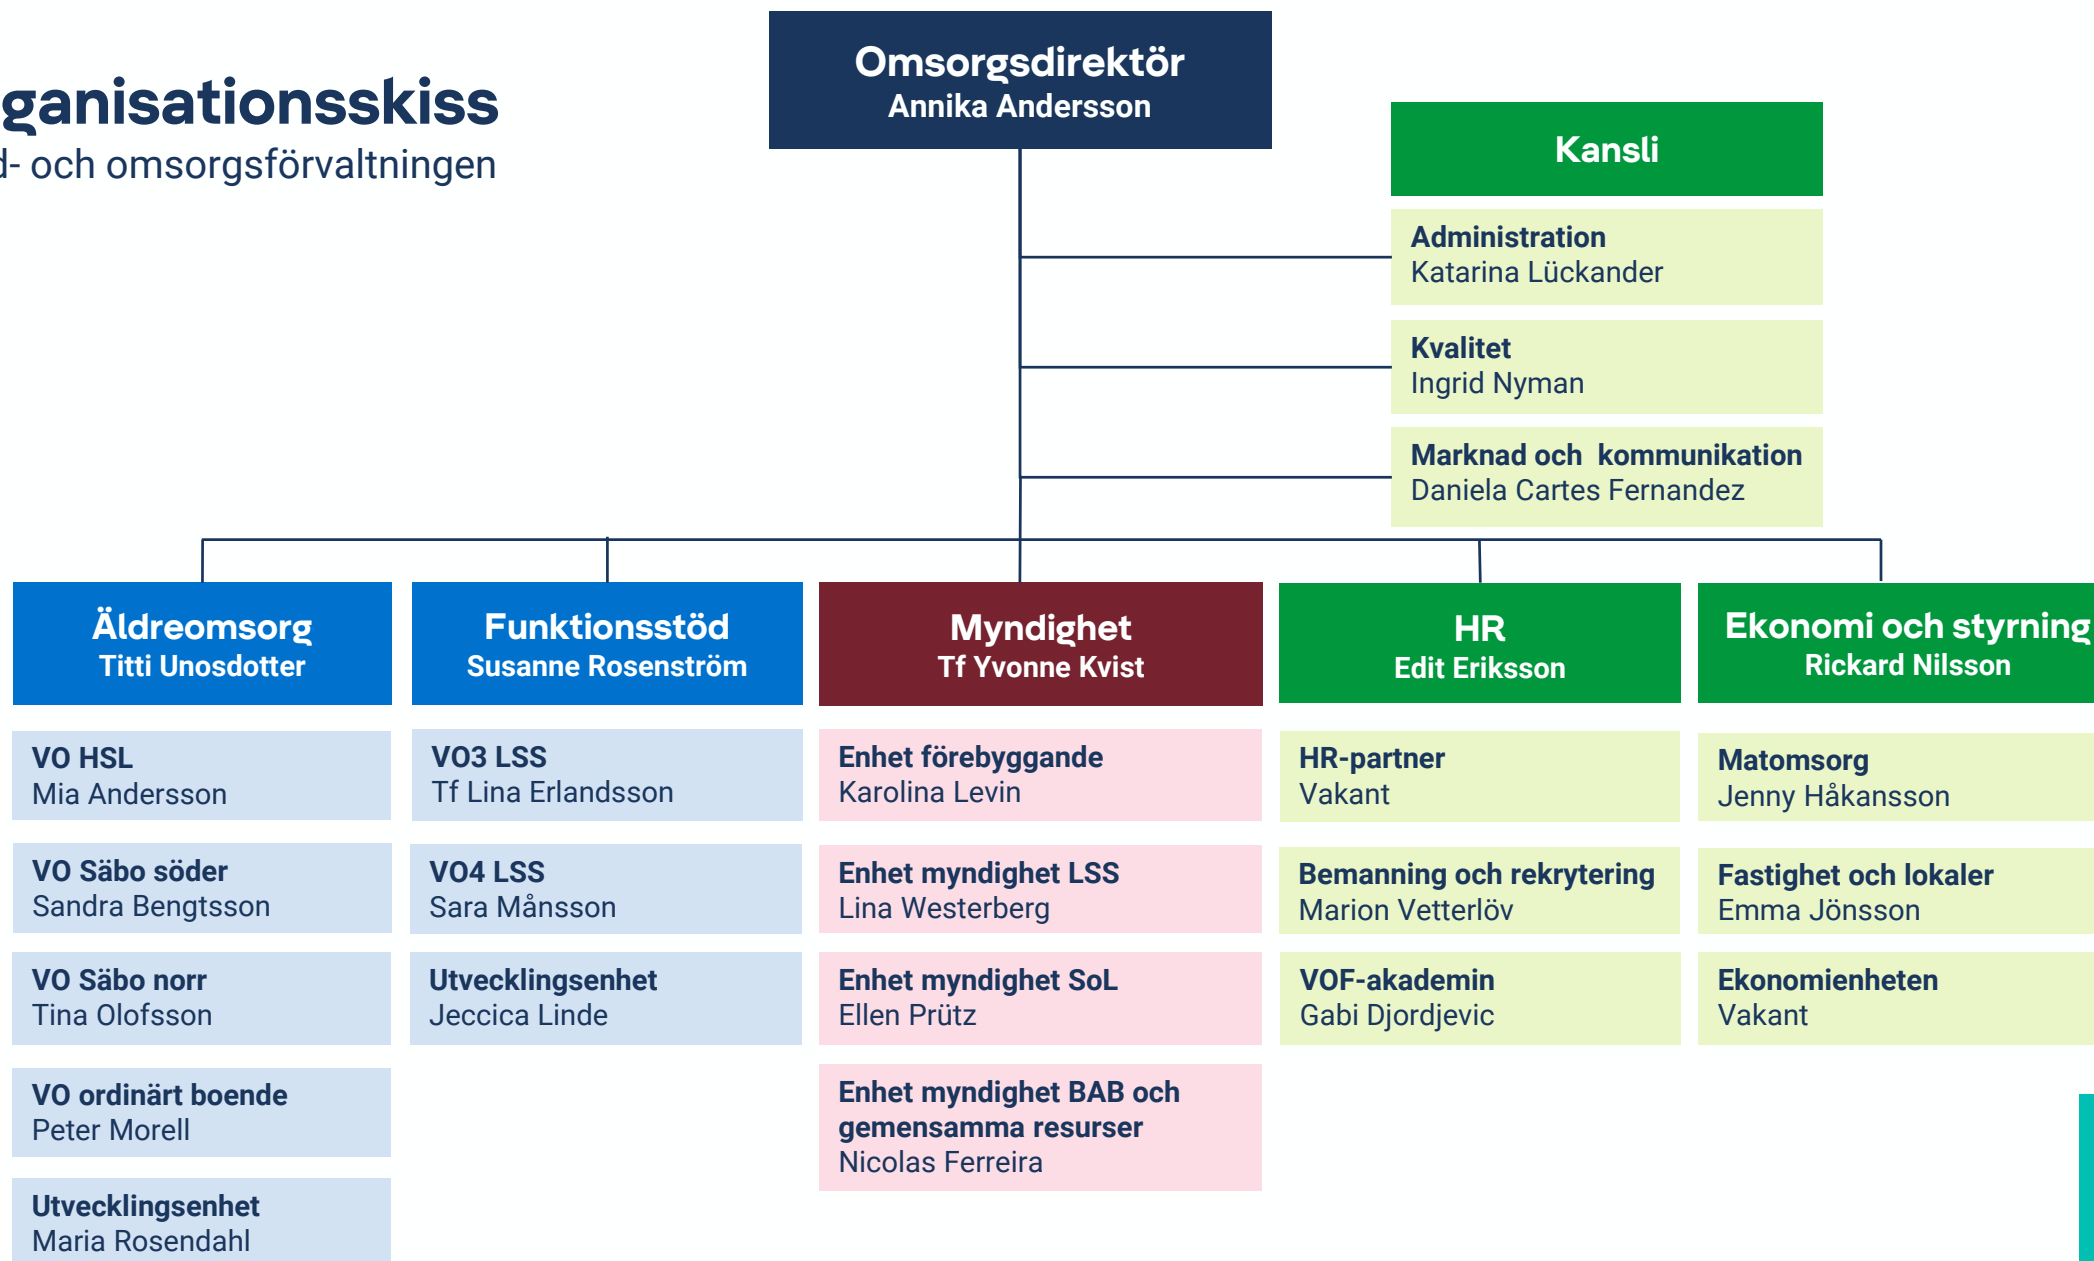 ganisationsskiss
d- och omsorgsförvaltningen
Omsorgsdirektör
Annika Andersson
Kansli
Administration
Katarina Lückander
Kvalitet
Ingrid Nyman
Marknad och  kommunikation
Daniela Cartes Fernandez
Äldreomsorg
Titti Unosdotter
VO HSL
Mia Andersson
VO Säbo söder
Sandra Bengtsson
VO Säbo norr
Tina Olofsson
VO ordinärt boende
Peter Morell
Utvecklingsenhet
Maria Rosendahl
Funktionsstöd
Susanne Rosenström
VO3 LSS
Tf Lina Erlandsson
VO4 LSS
Sara Månsson
Utvecklingsenhet
Jeccica Linde
Myndighet
Tf Yvonne Kvist
Enhet förebyggande
Karolina Levin
Enhet myndighet LSS
Lina Westerberg
Enhet myndighet SoL
Ellen Prütz
Enhet myndighet BAB och
gemensamma resurser
Nicolas Ferreira
HR
Edit Eriksson
HR-partner
Vakant
Bemanning och rekrytering
Marion Vetterlöv
VOF-akademin
Gabi Djordjevic
Ekonomi och styrning
Rickard Nilsson
Matomsorg
Jenny Håkansson
Fastighet och lokaler
Emma Jönsson
Ekonomienheten
Vakant